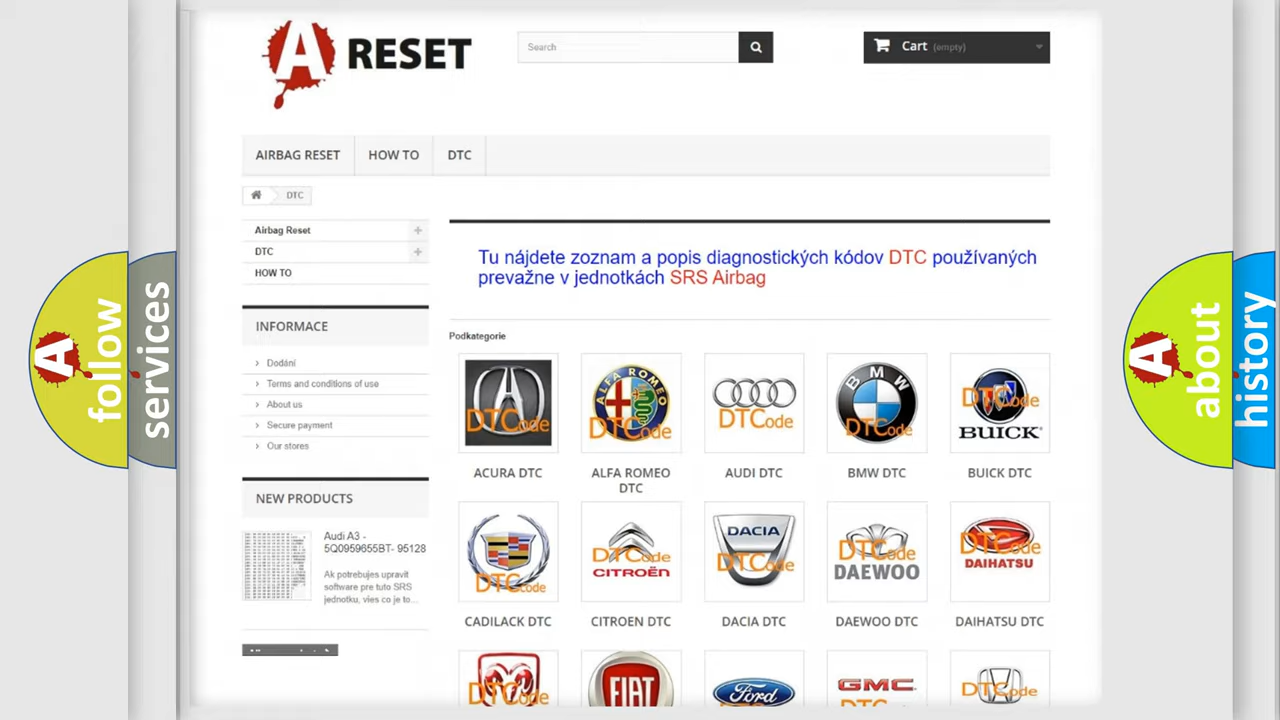 A RESET
Search
Cart (empty)
AIRBAG RESET
HOW TO
DTC
DTC
Airbag Reset
DTC
HOW TO
INFORMACE
Dodání
Terms and conditions of use
About us
Secure payment
Our stores
NEW PRODUCTS
Audi A3 -
5Q0959655BT- 95128
Ak potrebujes upravit
software pre tuto SRS
jednotku, vies co je to...
Tu nájdete zoznam a popis diagnostických kódov DTC používaných
prevažne v jednotkách SRS Airbag
Podkategorie
DTCode
ALFA ROMEO
DTCode
DTCode
BMW
DTCode
DTCode
BUICK
ACURA DTC
ALFA ROMEO
DTC
AUDI DTC
BMW DTC
BUICK DTC
DTCode
DTCode
CITROËN
DACIA
DTCode
DTCode
DAEWOO
DTCode
DAIHATSU
CADILACK DTC
CITROEN DTC
DACIA DTC
DAEWOO DTC
DAIHATSU DTC
DTCode
FIAT
Ford
GMC
DTCode
A follow
services
A about
history